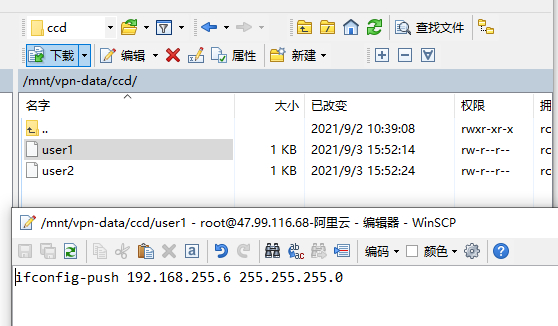 ccd
查找文件
下载
编辑
属性
新建
/mnt/vpn-data/ccd/
名字 大小 已改变 权限 拥
.. 2021/9/2 10:39:08 rwxr-xr-x rc
user1 1 KB 2021/9/3 15:52:14 rw-r--r-- rc
user2 1 KB 2021/9/3 15:52:24 rw-r--r-- rc
/mnt/vpn-data/ccd/user1 - root@47.99.116.68-阿里云 - 编辑器 - WinSCP
编码 颜色
ifconfig-push 192.168.255.6 255.255.255.0